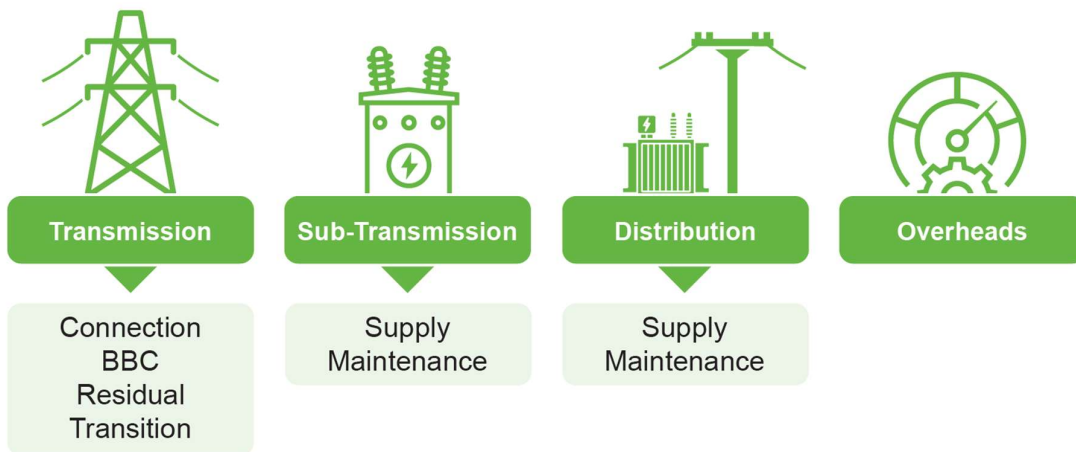 Transmission
Sub-Transmission
Distribution
Overheads
Connection
BBC
Residual
Transition
Supply
Maintenance
Supply
Maintenance